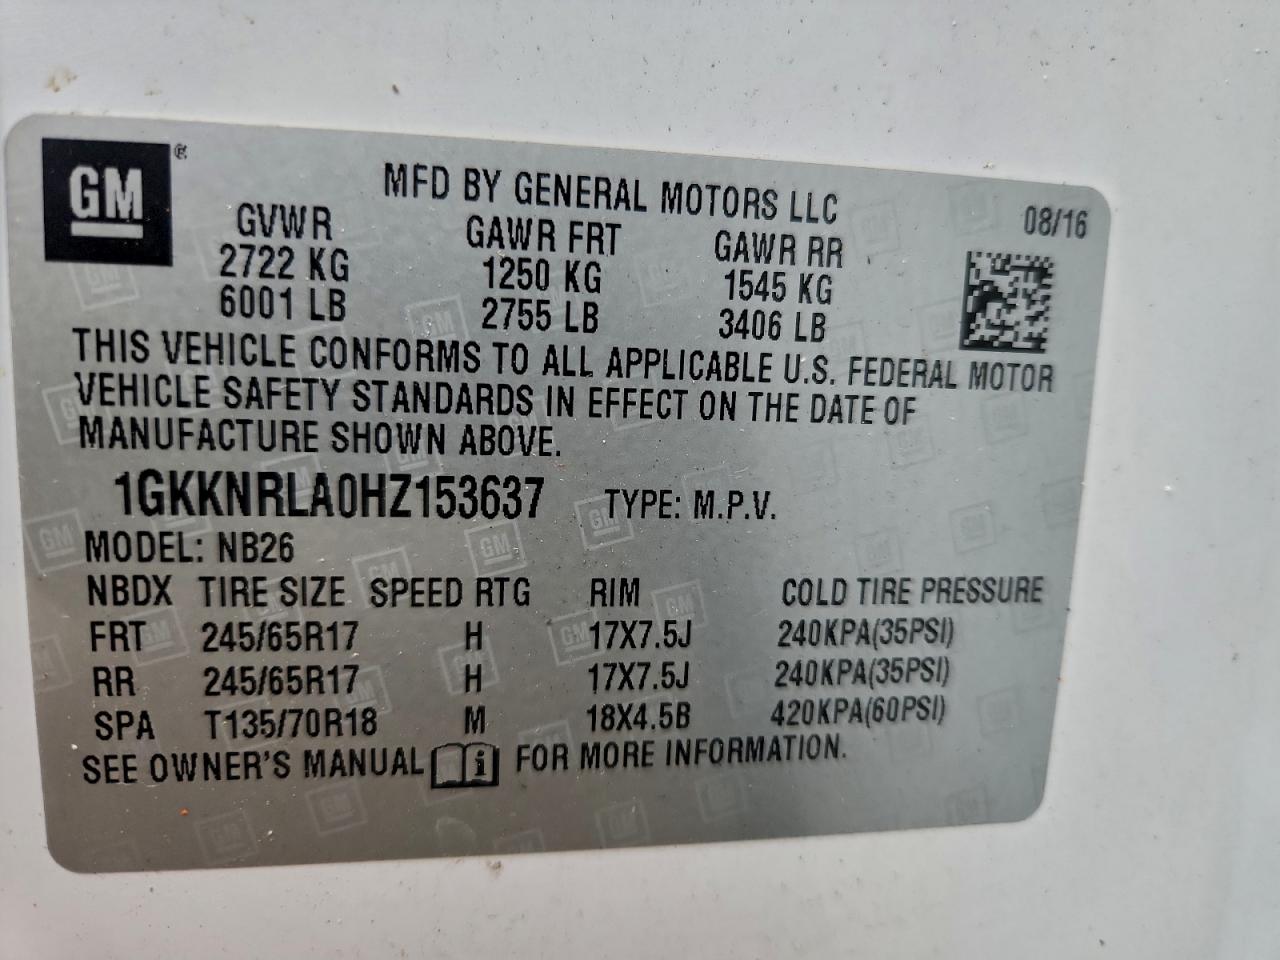 GM®
MFD BY GENERAL MOTORS LLC
08/16
GVWR GAWR FRT GAWR RR
2722 KG 1250 KG 1545 KG
6001 LB 2755 LB 3406 LB
THIS VEHICLE CONFORMS TO ALL APPLICABLE U.S. FEDERAL MOTOR
VEHICLE SAFETY STANDARDS IN EFFECT ON THE DATE OF
MANUFACTURE SHOWN ABOVE.
1GKKNRLA0HZ153637 TYPE: M.P.V.
MODEL: NB26
NBDX TIRE SIZE SPEED RTG RIM COLD TIRE PRESSURE
FRT 245/65R17 H 17X7.5J 240KPA(35PSI)
RR 245/65R17 H 17X7.5J 240KPA(35PSI)
SPA T135/70R18 M 18X4.5B 420KPA(60PSI)
SEE OWNER'S MANUAL i FOR MORE INFORMATION.